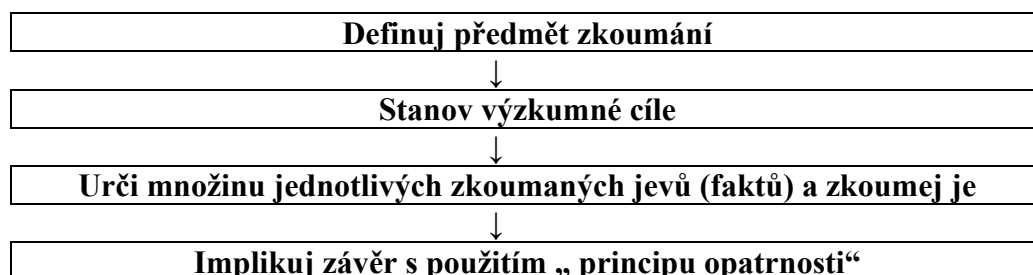 Definuj předmět zkoumání
↓
Stanov výzkumné cíle
↓
Urči množinu jednotlivých zkoumaných jevů (faktů) a zkoumej je
↓
Implikuj závěr s použitím „ principu opatrnosti“